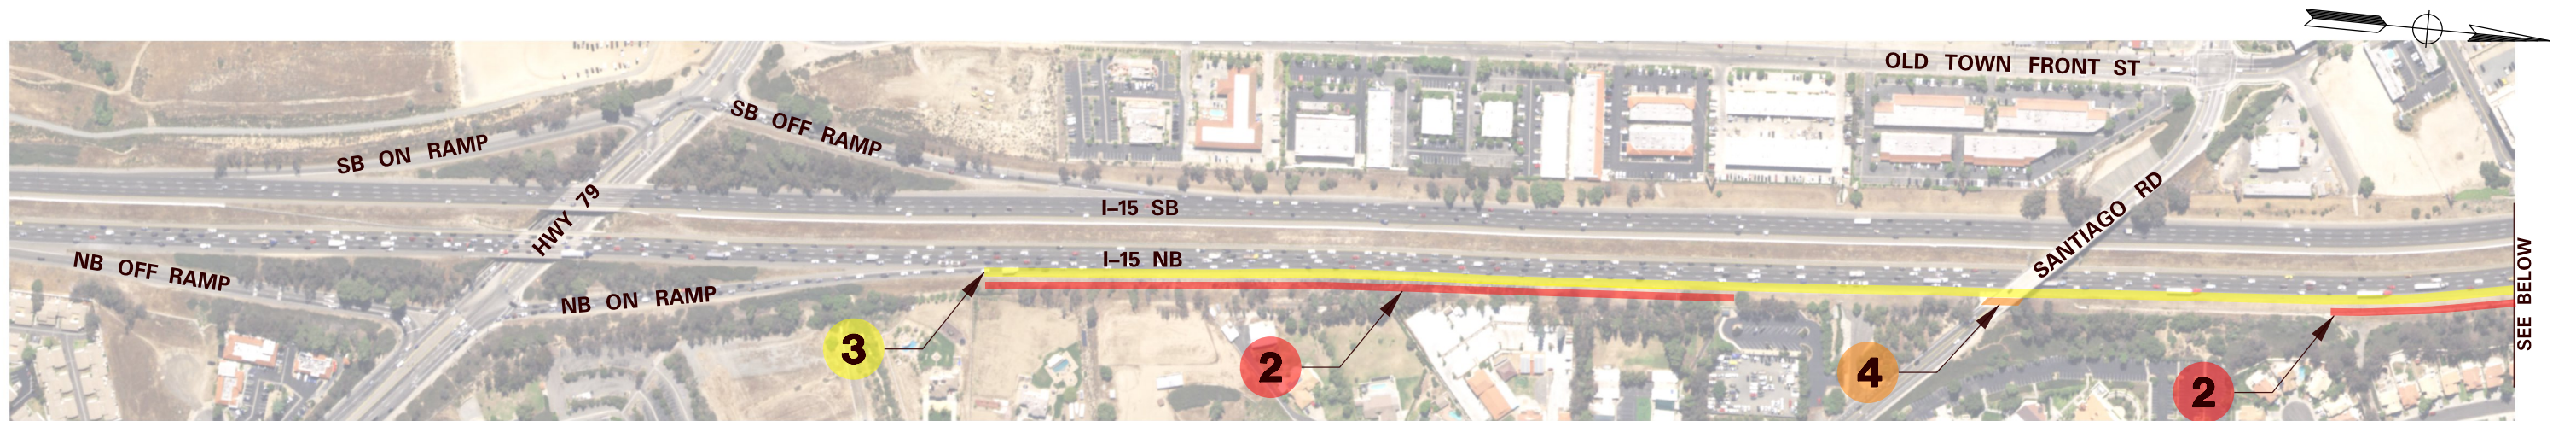 OLD TOWN FRONT ST
SB OFF RAMP
SB ON RAMP
HWY 79
I-15 SB
SANTIAGO RD
I-15 NB
NB OFF RAMP
NB ON RAMP
SEE BELOW
3
2
4
2